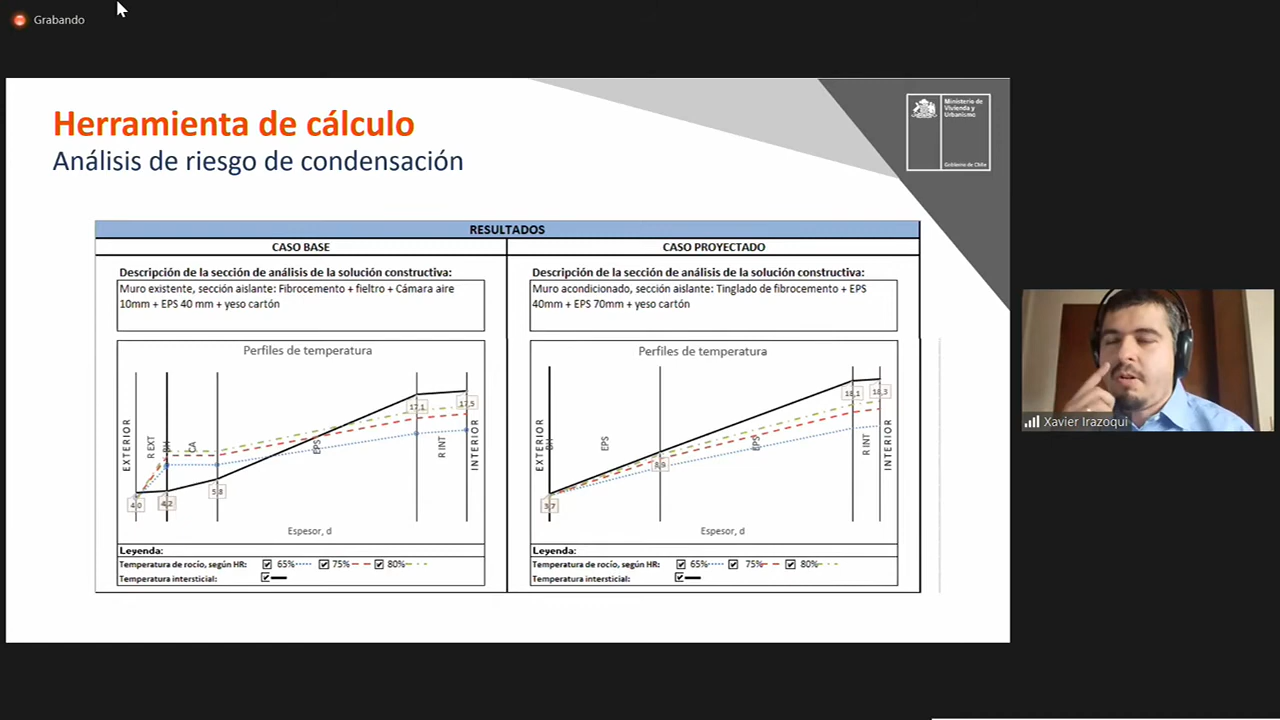 Grabando
Herramienta de cálculo
Análisis de riesgo de condensación
Ministerio de
Vivienda y
Urbanismo
Gobierno de Chile
RESULTADOS
CASO BASE
CASO PROYECTADO
Descripción de la sección de análisis de la solución constructiva:
Muro existente, sección aislante: Fibrocemento + fieltro + Cámara aire
10mm + EPS 40 mm + yeso cartón
Descripción de la sección de análisis de la solución constructiva:
Muro acondicionado, sección aislante: Tinglado de fibrocemento + EPS
40mm + EPS 70mm + yeso cartón
Perfiles de temperatura
EXTERIOR
R EXT
BH
CA
EPS
R INT
INTERIOR
4,0
4,2
5,8
17,1
17,5
Espesor, d
Leyenda:
Temperatura de rocío, según HR: 65% 75% 80%
Temperatura intersticial:
Perfiles de temperatura
EXTERIOR
BH
EPS
EPS
R INT
INTERIOR
3,7
18,1
18,3
Espesor, d
Leyenda:
Temperatura de rocío, según HR: 65% 75% 80%
Temperatura intersticial:
Xavier Irazoqui